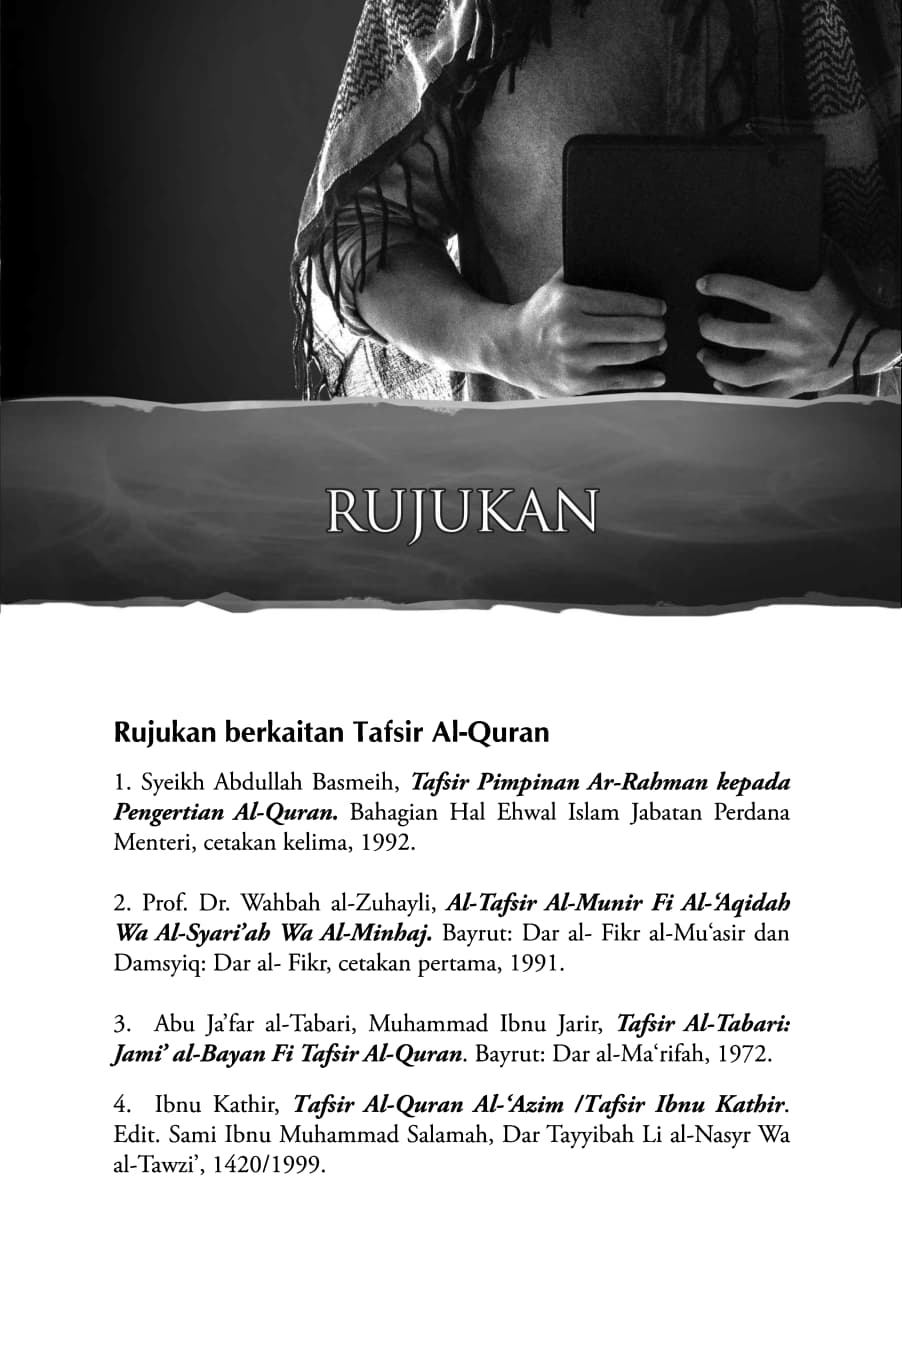 RUJUKAN
Rujukan berkaitan Tafsir Al-Quran
1. Syeikh Abdullah Basmeih, Tafsir Pimpinan Ar-Rahman kepada
Pengertian Al-Quran. Bahagian Hal Ehwal Islam Jabatan Perdana
Menteri, cetakan kelima, 1992.
2. Prof. Dr. Wahbah al-Zuhayli, Al-Tafsir Al-Munir Fi Al-‘Aqidah
Wa Al-Syari’ah Wa Al-Minhaj. Bayrut: Dar al- Fikr al-Mu‘asir dan
Damsyiq: Dar al- Fikr, cetakan pertama, 1991.
3. Abu Ja’far al-Tabari, Muhammad Ibnu Jarir, Tafsir Al-Tabari:
Jami’ al-Bayan Fi Tafsir Al-Quran. Bayrut: Dar al-Ma‘rifah, 1972.
4. Ibnu Kathir, Tafsir Al-Quran Al-‘Azim /Tafsir Ibnu Kathir.
Edit. Sami Ibnu Muhammad Salamah, Dar Tayyibah Li al-Nasyr Wa
al-Tawzi’, 1420/1999.